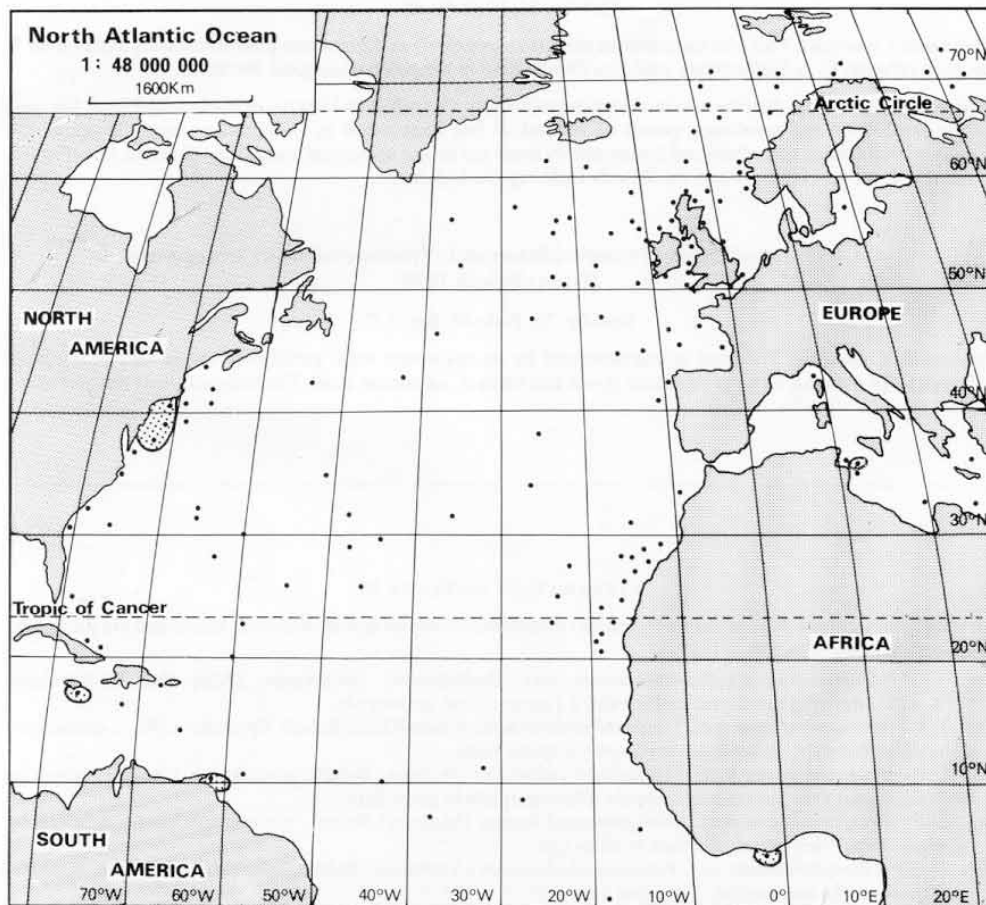 North Atlantic Ocean
1: 48 000 000
1600Km
70°N
Arctic Circle
60°N
50°N
NORTH
AMERICA
EUROPE
40°N
30°N
Tropic of Cancer
AFRICA
20°N
10°N
SOUTH
AMERICA
70°W
60°W
50°W
40°W
30°W
20°W
10°W
0°
10°E
20°E